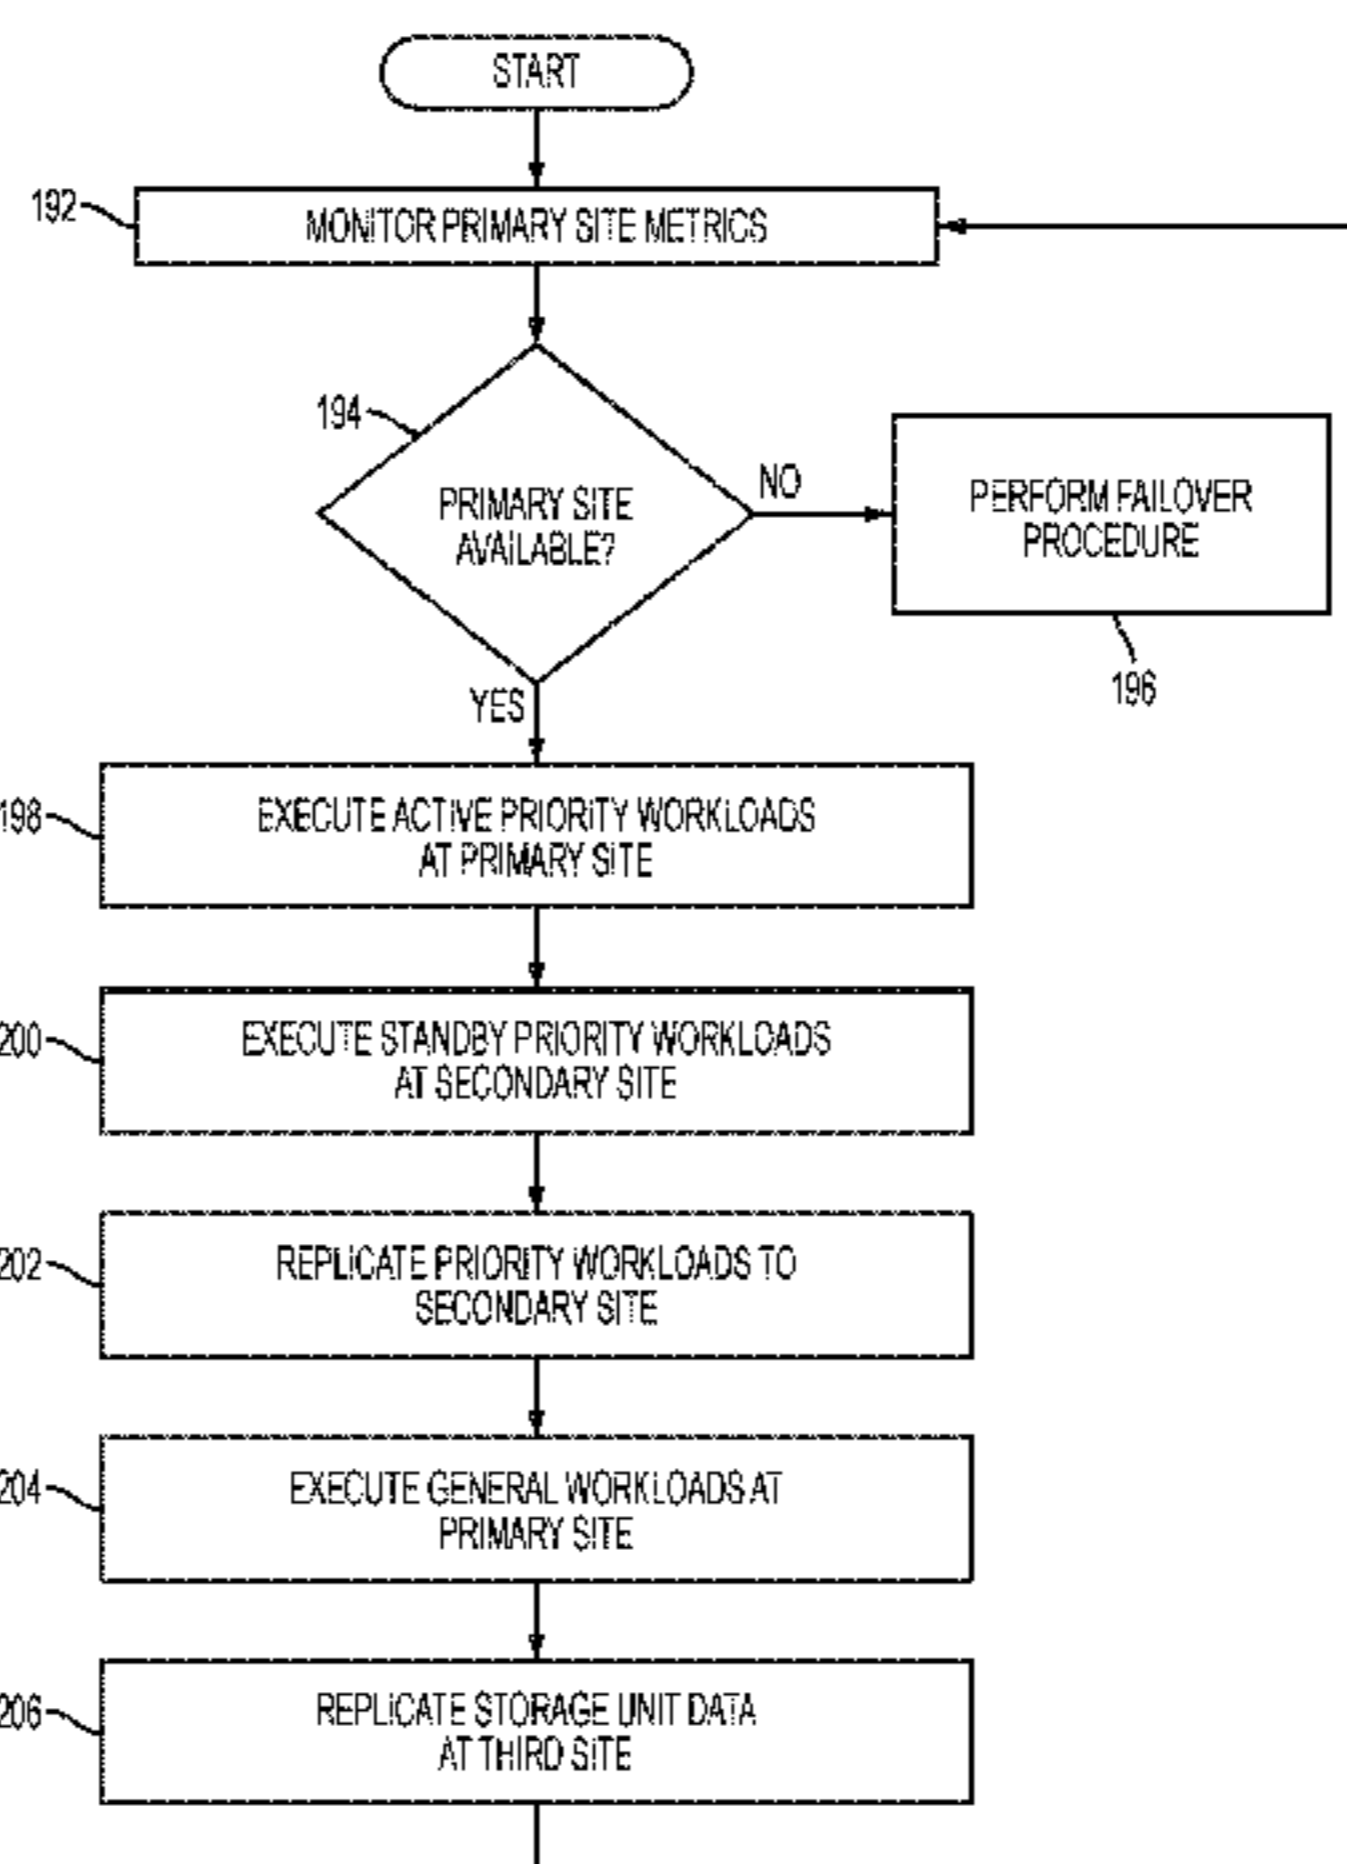 START
192
MONITOR PRIMARY SITE METRICS
194
PRIMARY SITE
AVAILABLE?
NO
PERFORM FAILOVER
PROCEDURE
196
YES
198
EXECUTE ACTIVE PRIORITY WORKLOADS
AT PRIMARY SITE
200
EXECUTE STANDBY PRIORITY WORKLOADS
AT SECONDARY SITE
202
REPLICATE PRIORITY WORKLOADS TO
SECONDARY SITE
204
EXECUTE GENERAL WORKLOADS AT
PRIMARY SITE
206
REPLICATE STORAGE UNIT DATA
AT THIRD SITE